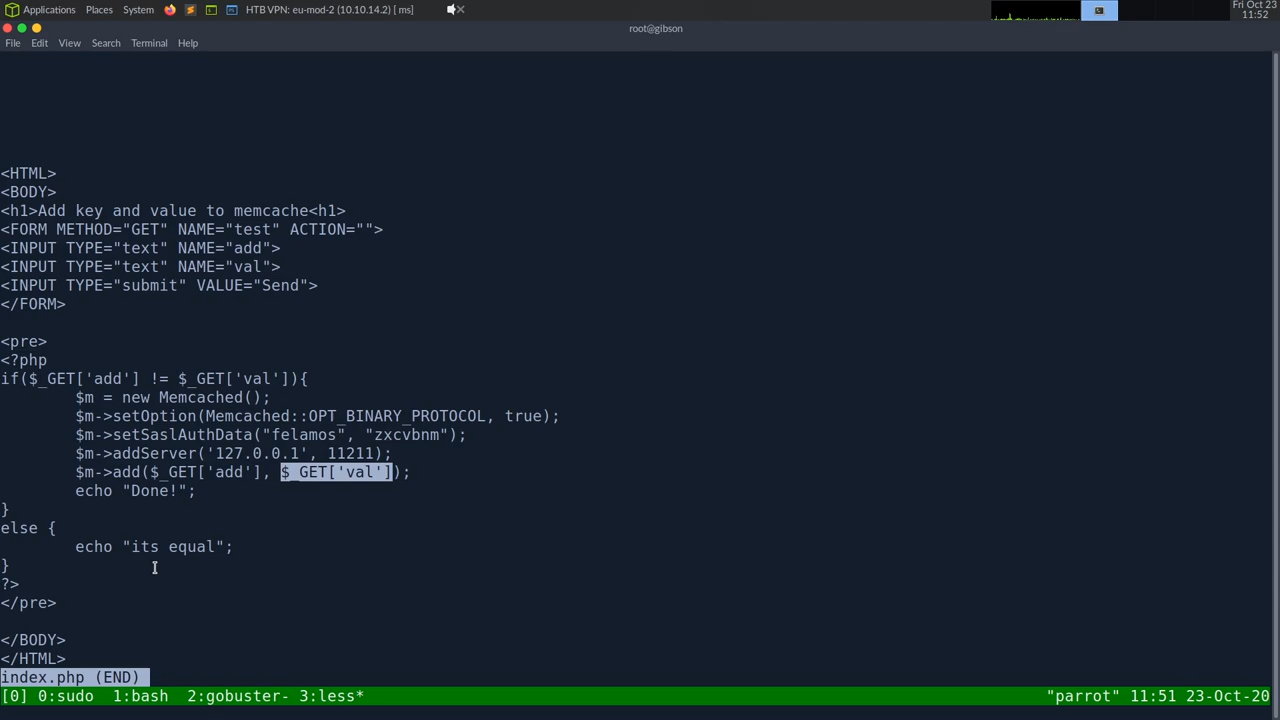 Applications Places System HTB VPN: eu-mod-2 (10.10.14.2) [ ms] Fri Oct 23
11:52
root@gibson
File Edit View Search Terminal Help
<HTML>
<BODY>
<h1>Add key and value to memcache<h1>
<FORM METHOD="GET" NAME="test" ACTION="">
<INPUT TYPE="text" NAME="add">
<INPUT TYPE="text" NAME="val">
<INPUT TYPE="submit" VALUE="Send">
</FORM>
<pre>
<?php
if($_GET['add'] != $_GET['val']){
        $m = new Memcached();
        $m->setOption(Memcached::OPT_BINARY_PROTOCOL, true);
        $m->setSaslAuthData("felamos", "zxcvbnm");
        $m->addServer('127.0.0.1', 11211);
        $m->add($_GET['add'], $_GET['val']);
        echo "Done!";
}
else {
        echo "its equal";
}
?>
</pre>
</BODY>
</HTML>
index.php (END)
[0] 0:sudo  1:bash  2:gobuster- 3:less* "parrot" 11:51 23-Oct-20